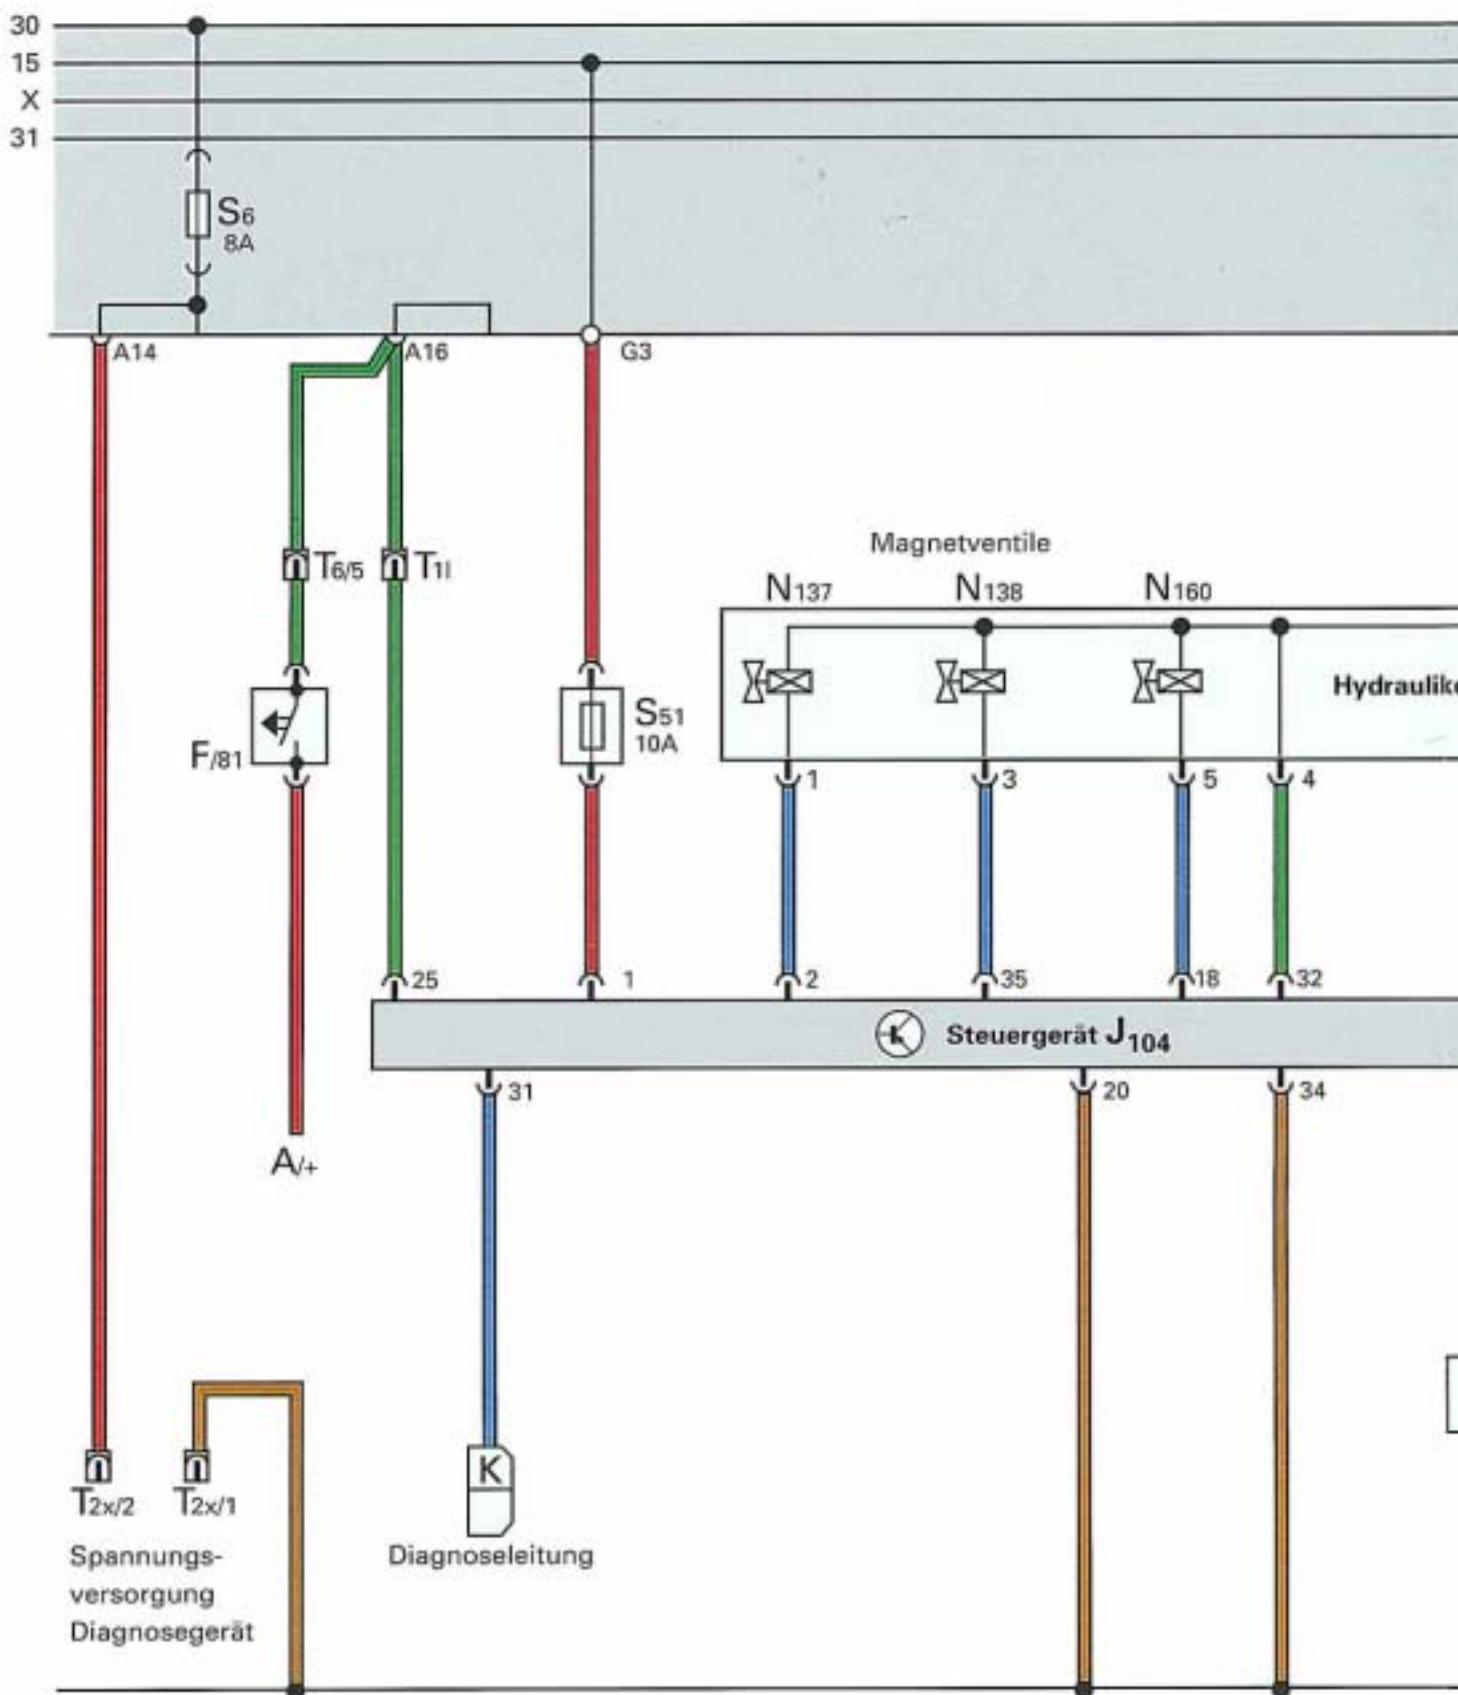 30
15
X
31
S6
8A
A14
A16
G3
Magnetventile
N137 N138 N160
T6/5 T1l
Hydraulike
F/81
S51
10A
1 3 5 4
25 1 2 35 18 32
Steuergerät J104
31 20 34
A/+
K
T2x/2 T2x/1
Spannungs-
versorgung
Diagnosegerät
Diagnoseleitung